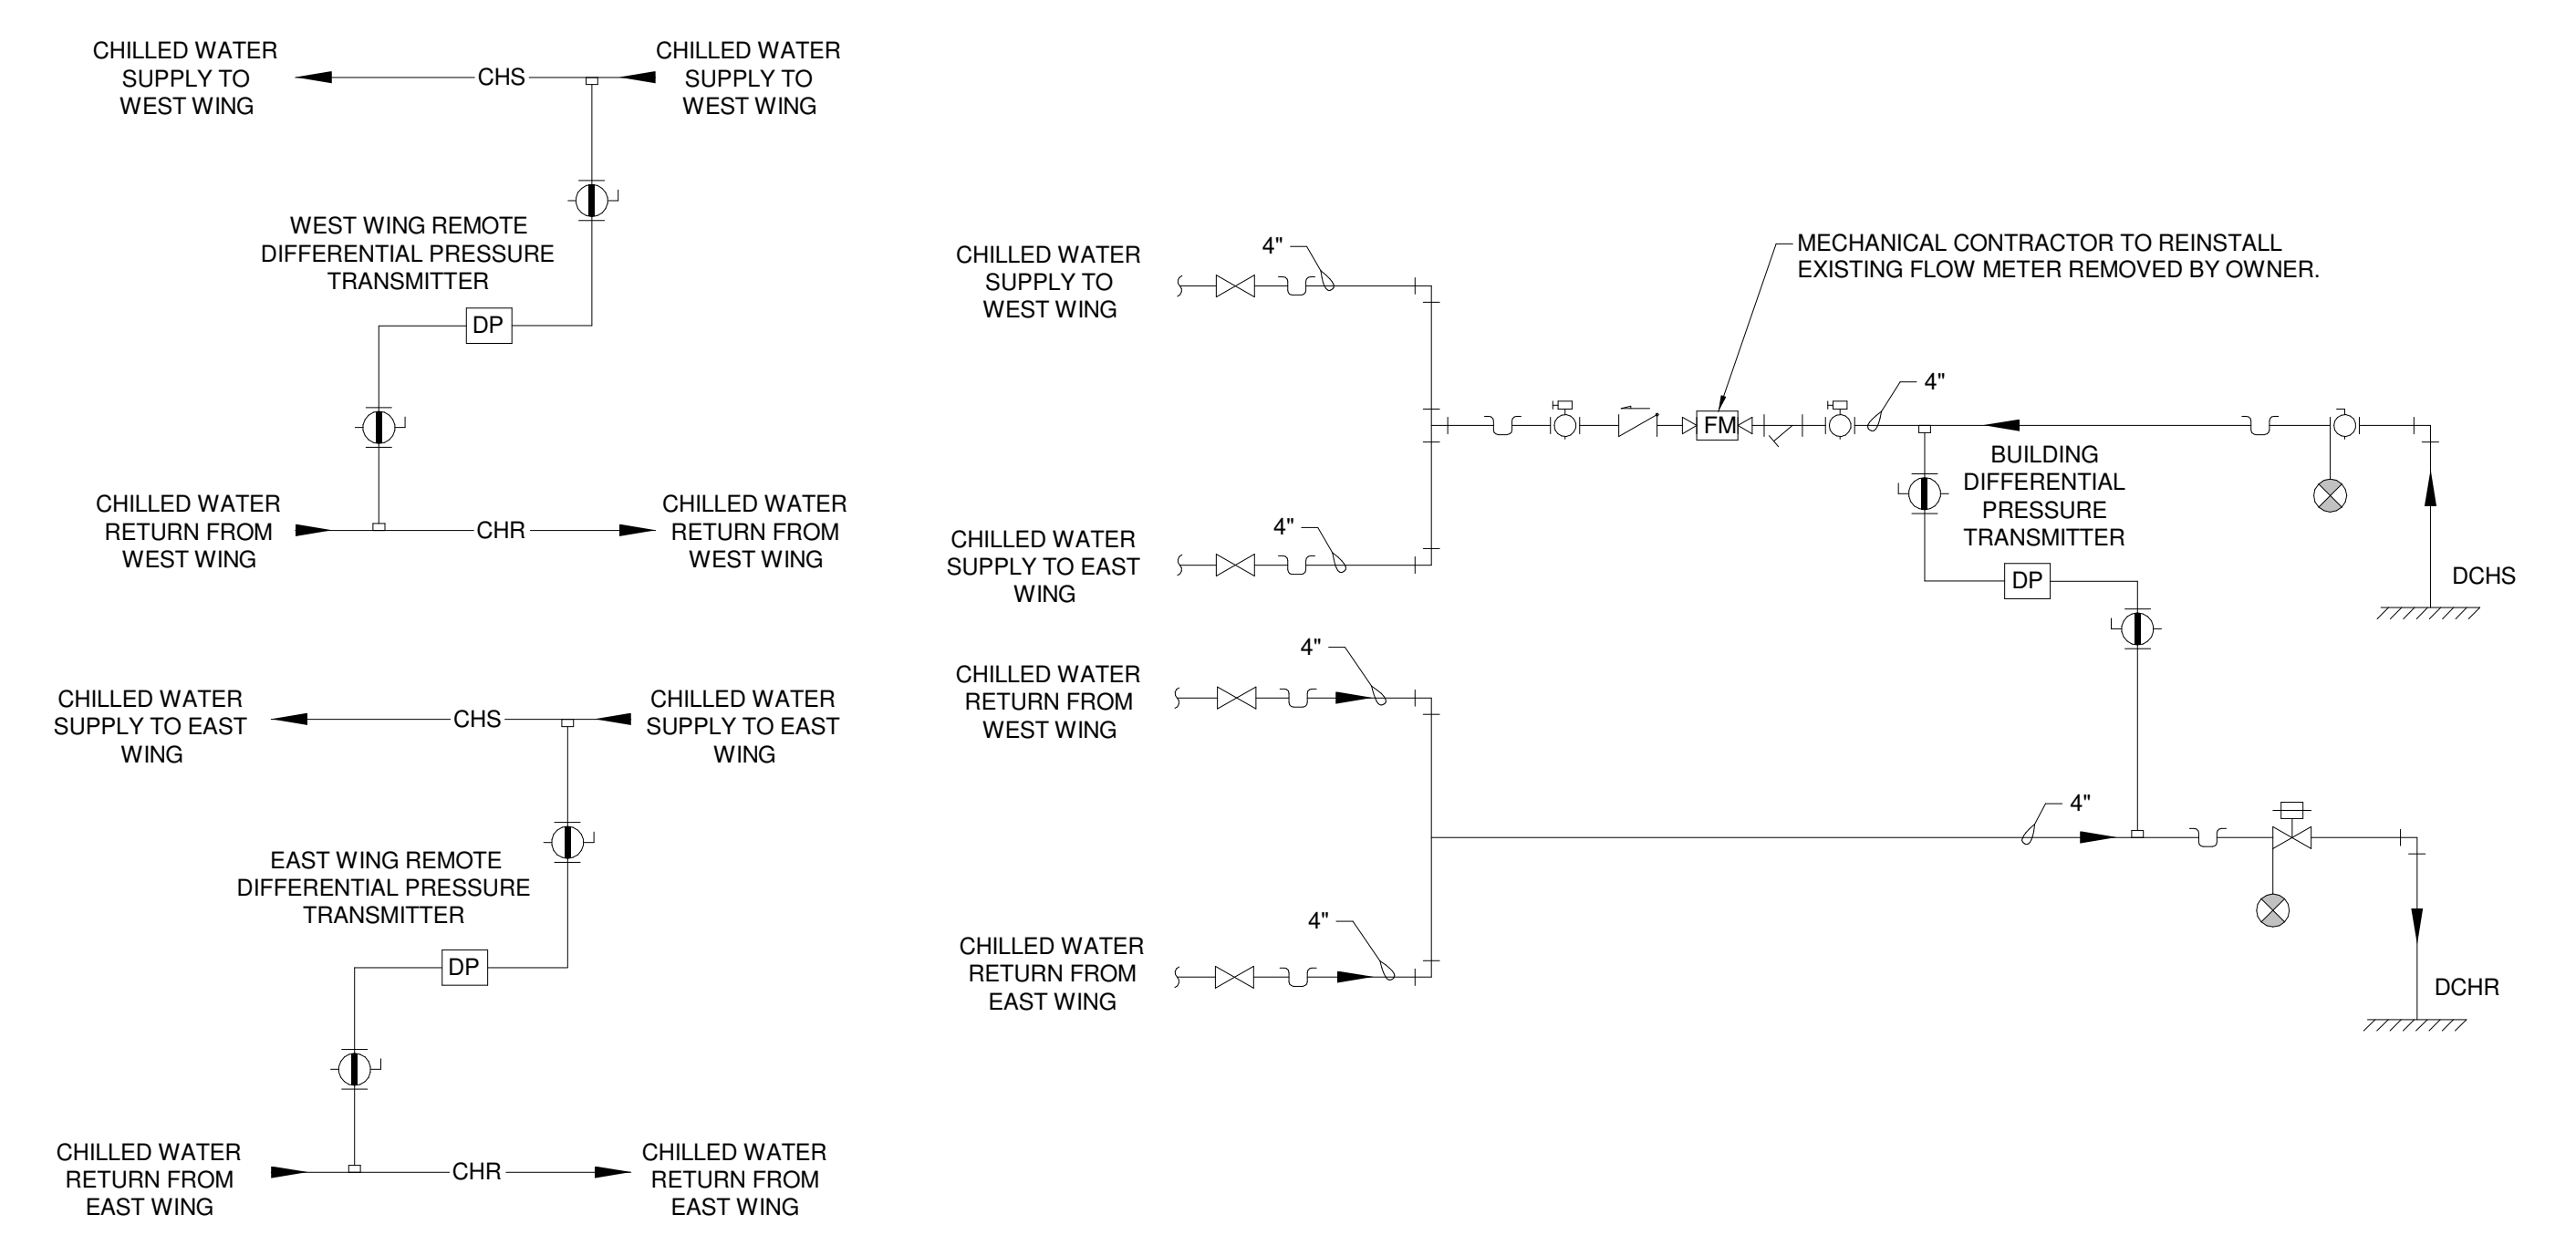 CHILLED WATER
SUPPLY TO
WEST WING
CHS
CHILLED WATER
SUPPLY TO
WEST WING
WEST WING REMOTE
DIFFERENTIAL PRESSURE
TRANSMITTER
DP
CHILLED WATER
RETURN FROM
WEST WING
CHR
CHILLED WATER
RETURN FROM
WEST WING
CHILLED WATER
SUPPLY TO EAST
WING
CHS
CHILLED WATER
SUPPLY TO EAST
WING
EAST WING REMOTE
DIFFERENTIAL PRESSURE
TRANSMITTER
DP
CHILLED WATER
RETURN FROM
EAST WING
CHR
CHILLED WATER
RETURN FROM
EAST WING
CHILLED WATER
SUPPLY TO
WEST WING
4"
MECHANICAL CONTRACTOR TO REINSTALL
EXISTING FLOW METER REMOVED BY OWNER.
4"
FM
BUILDING
DIFFERENTIAL
PRESSURE
TRANSMITTER
CHILLED WATER
SUPPLY TO EAST
WING
4"
DP
DCHS
CHILLED WATER
RETURN FROM
WEST WING
4"
4"
CHILLED WATER
RETURN FROM
EAST WING
4"
DCHR